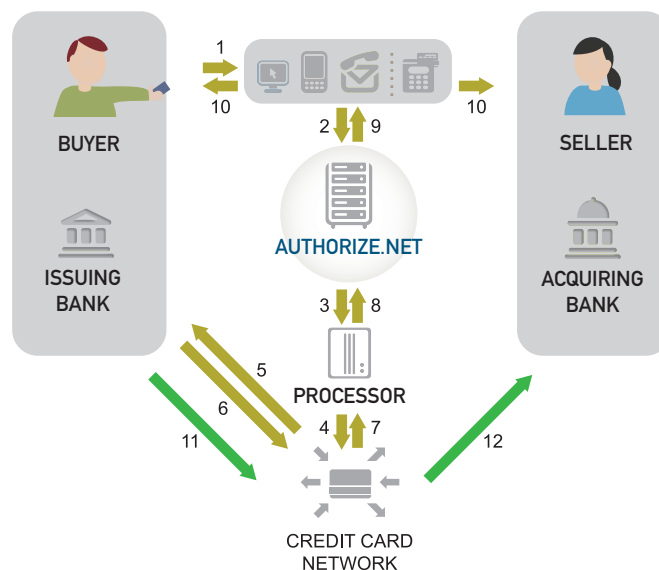 1
10
10
BUYER
SELLER
2
9
AUTHORIZE.NET
ISSUING
BANK
ACQUIRING
BANK
3
8
PROCESSOR
5
6
4
7
11
12
CREDIT CARD
NETWORK